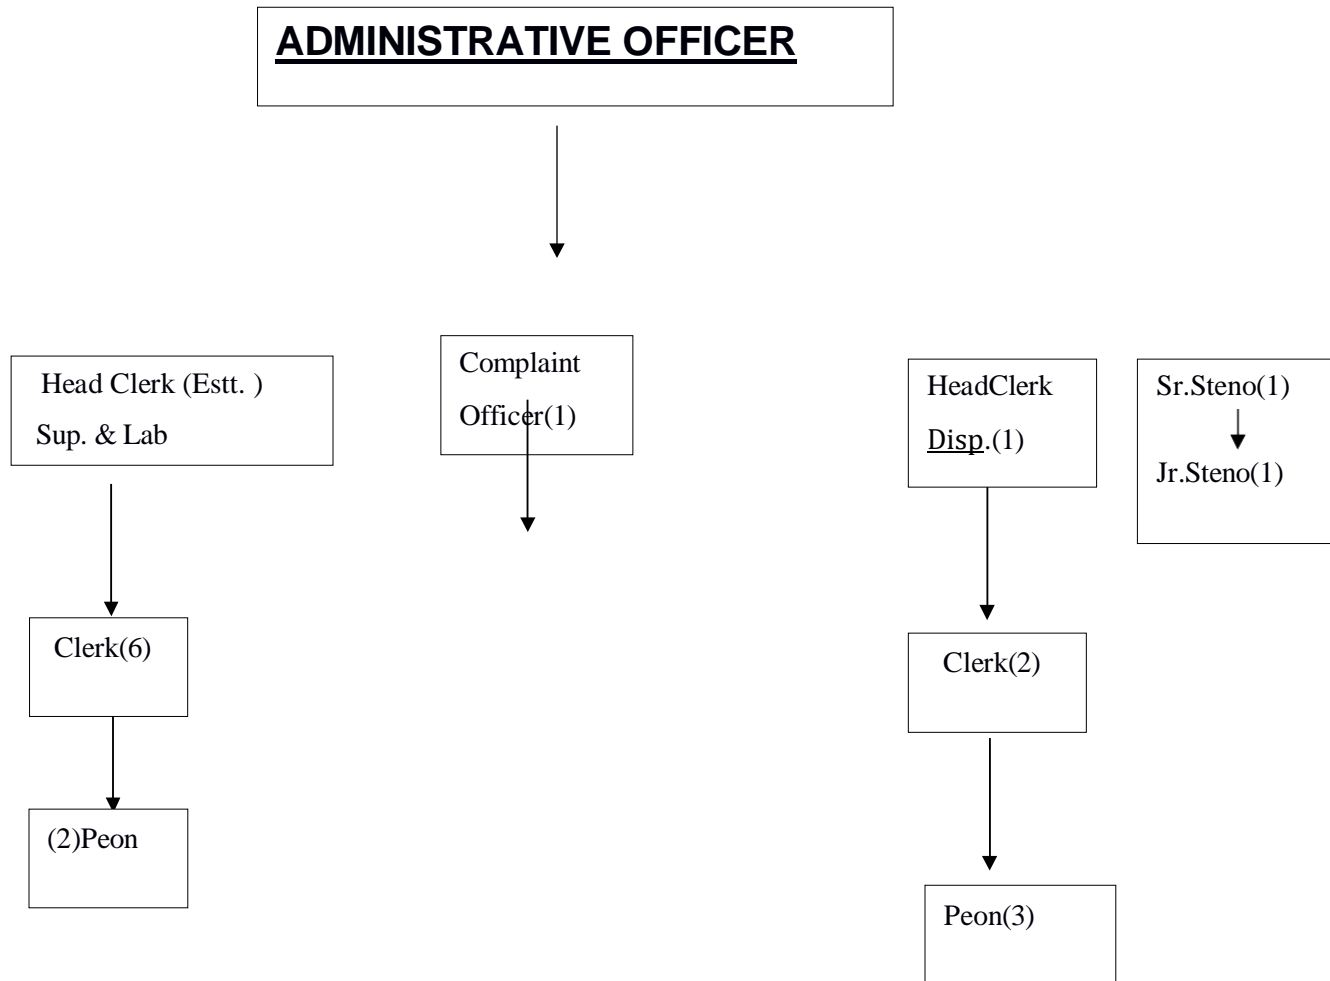 ADMINISTRATIVE OFFICER
Head Clerk (Estt. )
Sup. & Lab
Complaint
Officer(1)
HeadClerk
Disp.(1)
Sr.Steno(1)
Jr.Steno(1)
Clerk(6)
Clerk(2)
(2)Peon
Peon(3)